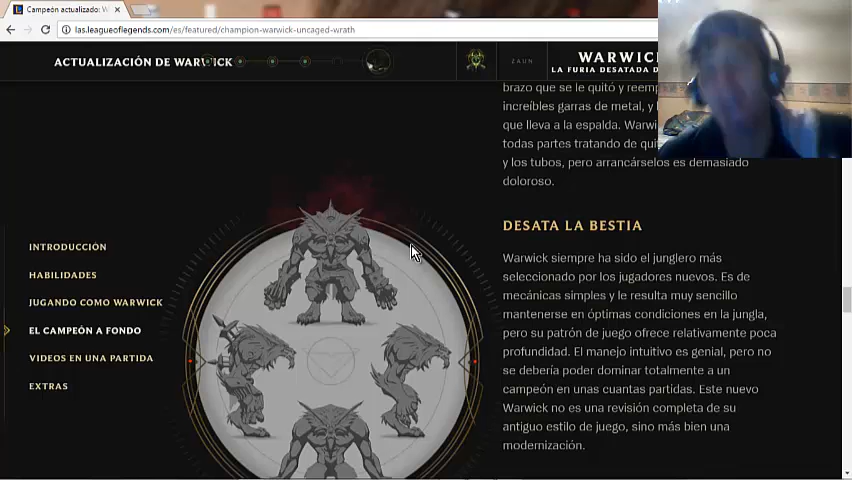 Campeón actualizado: W
las.leagueoflegends.com/es/featured/champion-warwick-uncaged-wrath
ACTUALIZACIÓN DE WARWICK
ZAUN
WARWICK
LA FURIA DESATADA D
brazo que se le quitó y reemp
increíbles garras de metal, y l
que lleva a la espalda. Warwi
todas partes tratando de qui
y los tubos, pero arrancárselos es demasiado
doloroso.
INTRODUCCIÓN
HABILIDADES
JUGANDO COMO WARWICK
EL CAMPEÓN A FONDO
VIDEOS EN UNA PARTIDA
EXTRAS
DESATA LA BESTIA
Warwick siempre ha sido el junglero más
seleccionado por los jugadores nuevos. Es de
mecánicas simples y le resulta muy sencillo
mantenerse en óptimas condiciones en la jungla,
pero su patrón de juego ofrece relativamente poca
profundidad. El manejo intuitivo es genial, pero no
se debería poder dominar totalmente a un
campeón en unas cuantas partidas. Este nuevo
Warwick no es una revisión completa de su
antiguo estilo de juego, sino más bien una
modernización.